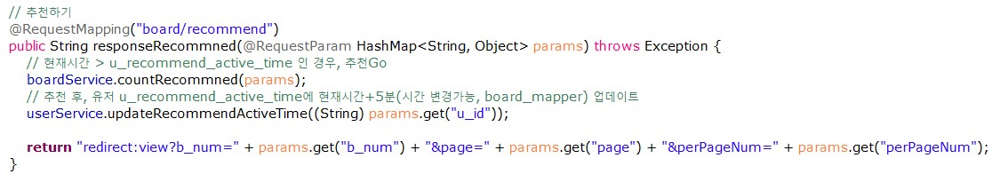 // 추천하기
@RequestMapping("board/recommend")
public String responseRecommned(@RequestParam HashMap<String, Object> params) throws Exception {
// 현재시간 > u_recommend_active_time 인 경우, 추천Go
boardService.countRecommned(params);
// 추천 후, 유저 u_recommend_active_time에 현재시간+5분(시간 변경가능, board_mapper) 업데이트
userService.updateRecommendActiveTime((String) params.get("u_id"));
return "redirect:view?b_num=" + params.get("b_num") + "&page=" + params.get("page") + "&perPageNum=" + params.get("perPageNum");
}